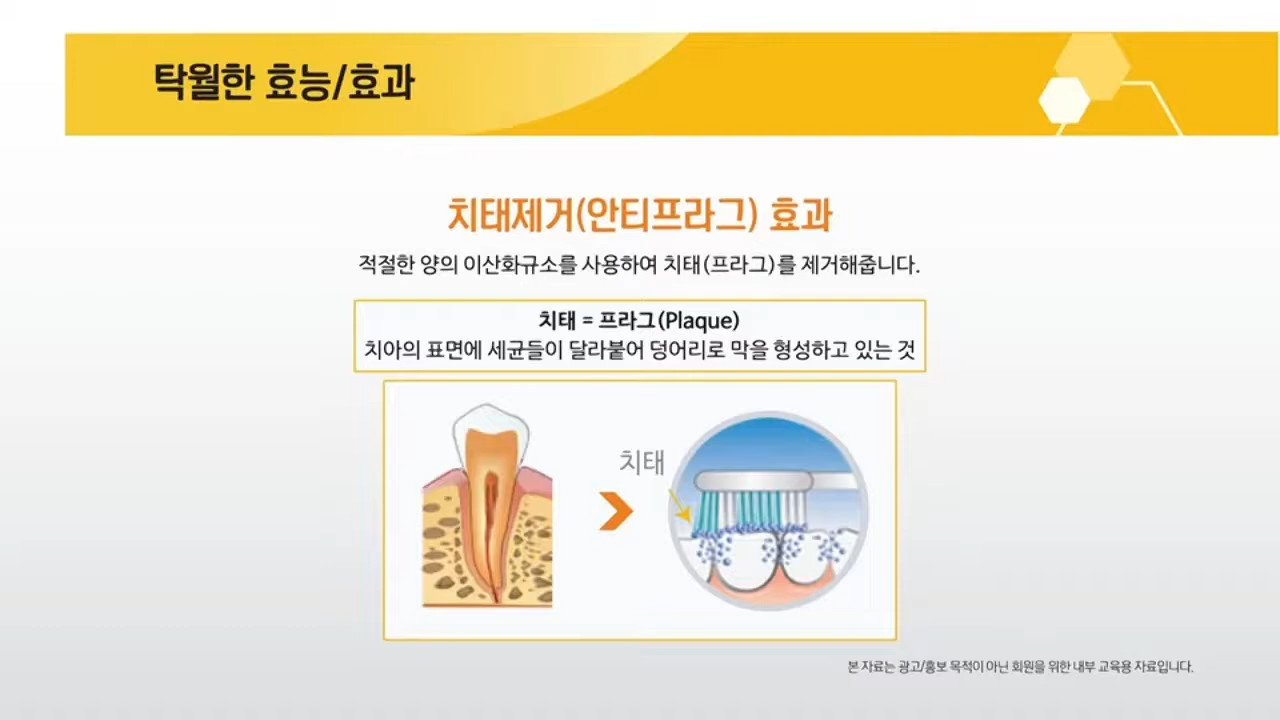 탁월한 효능/효과
치태제거(안티프라그) 효과
적절한 양의 이산화규소를 사용하여 치태(프라그)를 제거해줍니다.
치태 = 프라그(Plaque)
치아의 표면에 세균들이 달라붙어 덩어리로 막을 형성하고 있는 것
치태
본 자료는 광고/홍보 목적이 아닌 회원을 위한 내부 교육용 자료입니다.